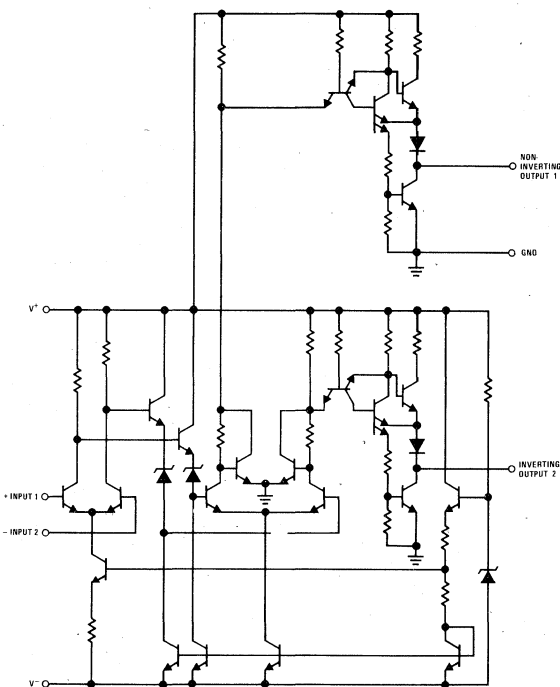 NON-
INVERTING
OUTPUT 1
GND
V+
INVERTING
OUTPUT 2
+ INPUT 1
- INPUT 2
V-